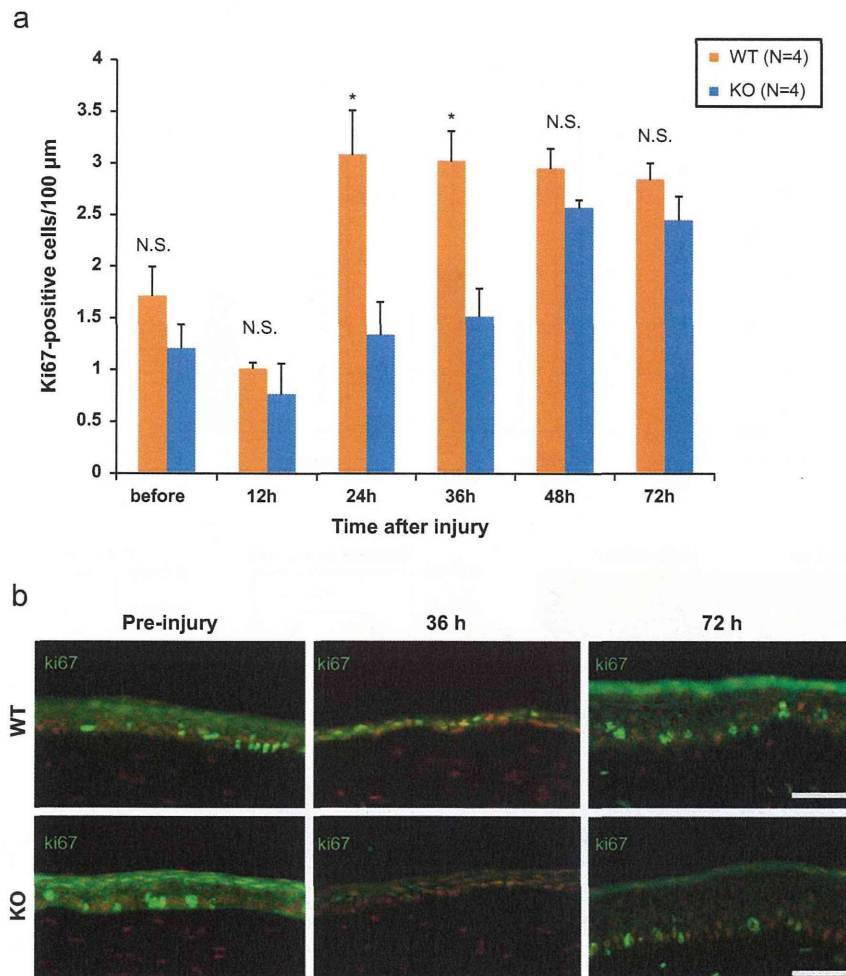 a
4
3.5
3
2.5
2
1.5
1
0.5
0
Ki67-positive cells/100 µm
WT (N=4)
KO (N=4)
N.S.
N.S.
*
*
N.S.
N.S.
before 12h 24h 36h 48h 72h
Time after injury
b
Pre-injury 36 h 72 h
WT
ki67 ki67 ki67
KO
ki67 ki67 ki67